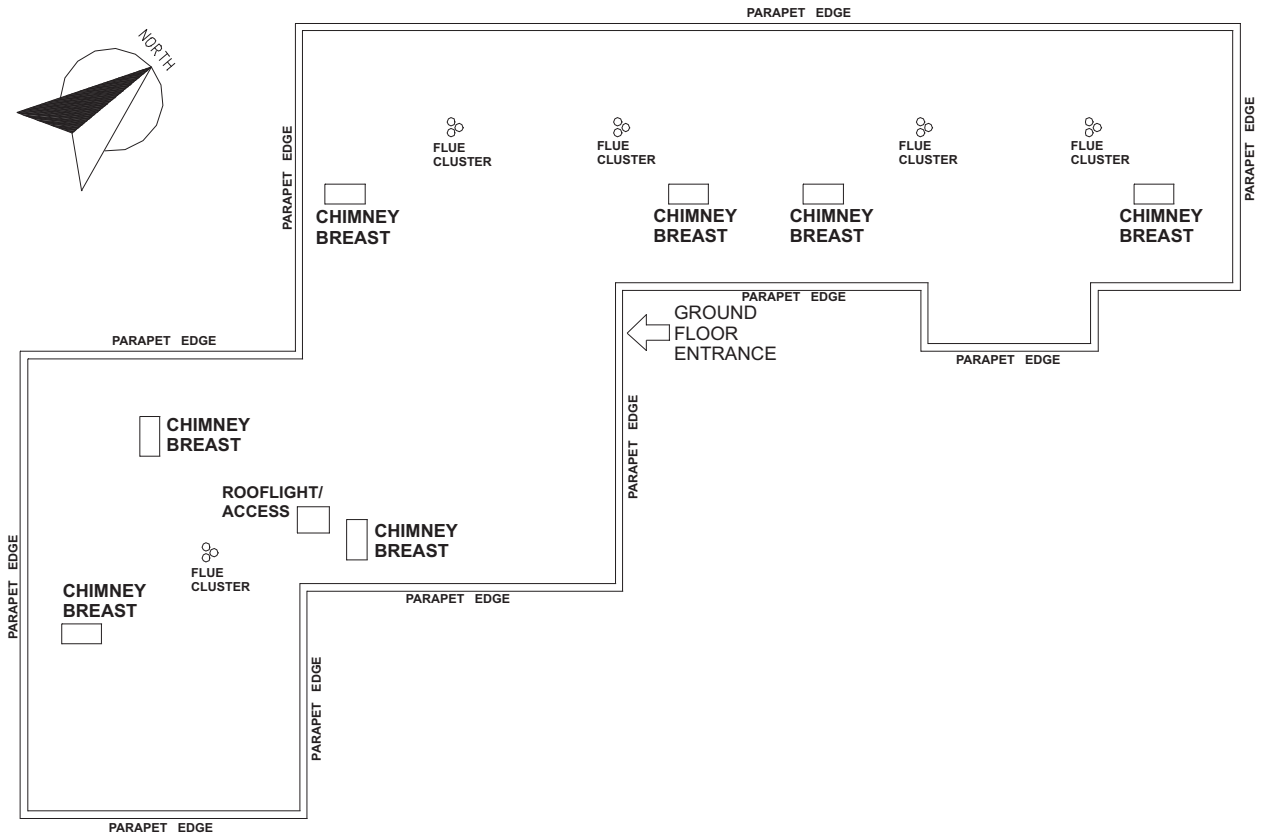 PARAPET EDGE
NORTH
PARAPET EDGE
PARAPET EDGE
FLUE
CLUSTER
FLUE
CLUSTER
FLUE
CLUSTER
FLUE
CLUSTER
CHIMNEY
BREAST
CHIMNEY
BREAST
CHIMNEY
BREAST
CHIMNEY
BREAST
PARAPET EDGE
GROUND
FLOOR
ENTRANCE
PARAPET EDGE
PARAPET EDGE
PARAPET EDGE
CHIMNEY
BREAST
ROOFLIGHT/
ACCESS
CHIMNEY
BREAST
FLUE
CLUSTER
CHIMNEY
BREAST
PARAPET EDGE
PARAPET EDGE
PARAPET EDGE
PARAPET EDGE